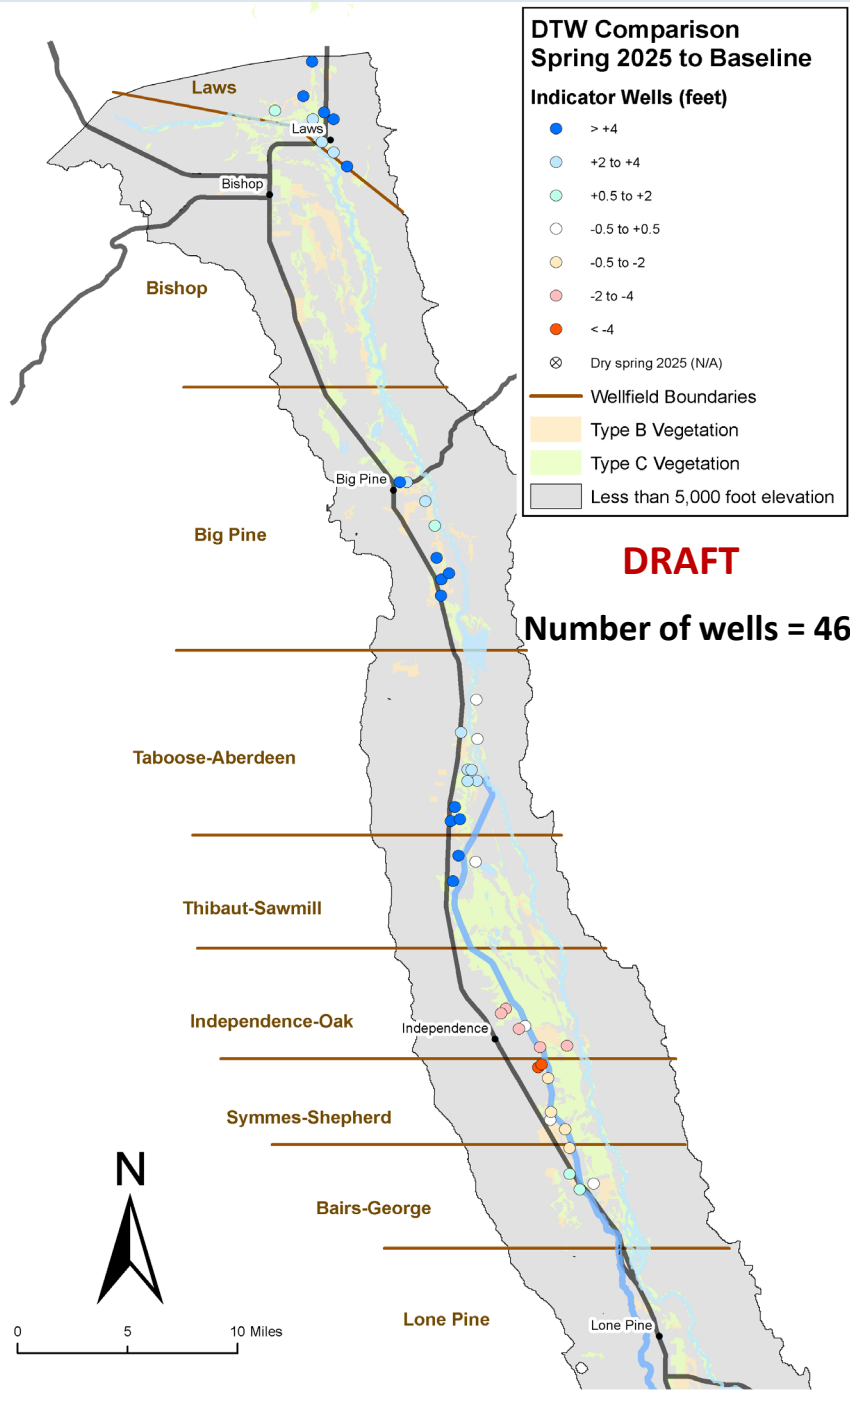 DTW Comparison
Spring 2025 to Baseline
Indicator Wells (feet)
> +4
+2 to +4
+0.5 to +2
-0.5 to +0.5
-0.5 to -2
-2 to -4
< -4
Dry spring 2025 (N/A)
Wellfield Boundaries
Type B Vegetation
Type C Vegetation
Less than 5,000 foot elevation
DRAFT
Number of wells = 46
Laws
Laws
Bishop
Bishop
Big Pine
Big Pine
Taboose-Aberdeen
Thibaut-Sawmill
Independence-Oak
Independence
Symmes-Shepherd
Bairs-George
Lone Pine
Lone Pine
N
0 5 10 Miles